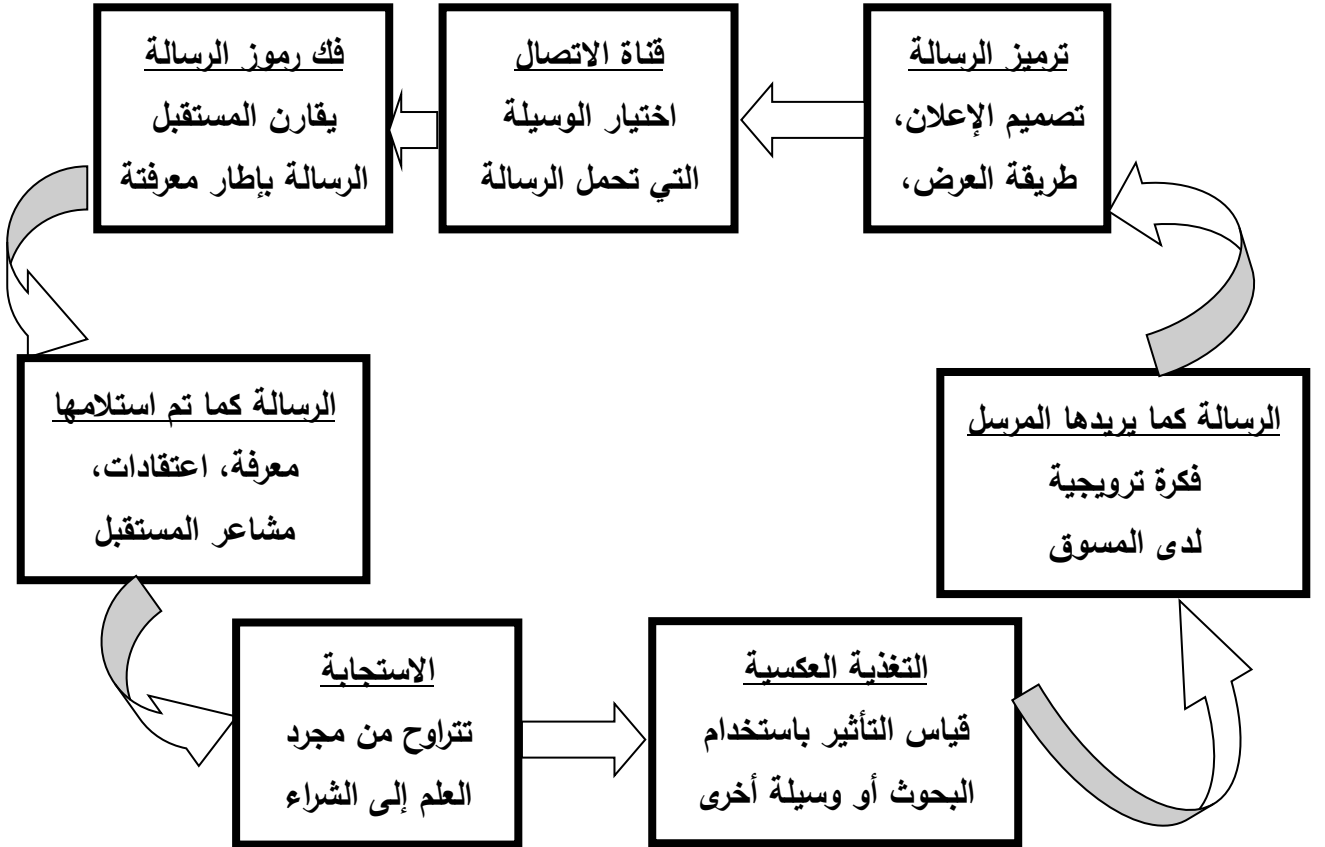 ترميز الرسالة
تصميم الإعلان،
طريقة العرض،
قناة الاتصال
اختيار الوسيلة
التي تحمل الرسالة
فك رموز الرسالة
يقارن المستقبل
الرسالة بإطار معرفتة
الرسالة كما تم استلامها
معرفة، اعتقادات،
مشاعر المستقبل
الاستجابة
تتراوح من مجرد
العلم إلى الشراء
التغذية العكسية
قياس التأثير باستخدام
البحوث أو وسيلة أخرى
الرسالة كما يريدها المرسل
فكرة ترويجية
لدى المسوق